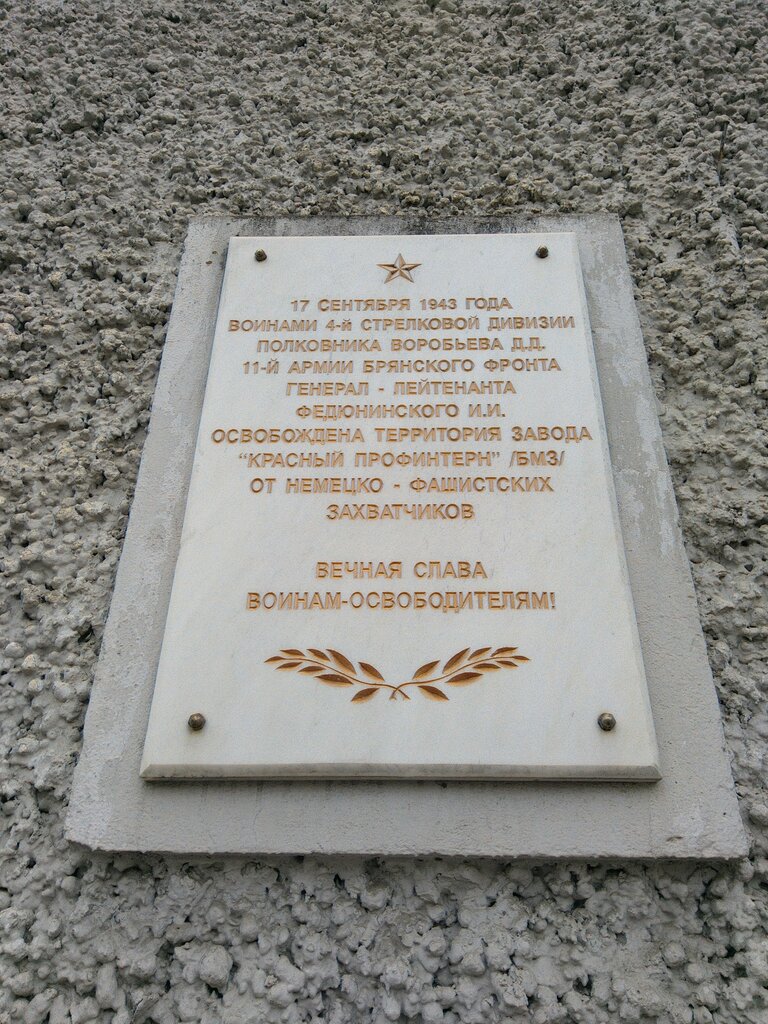 17 СЕНТЯБРЯ 1943 ГОДА
ВОИНАМИ 4-й СТРЕЛКОВОЙ ДИВИЗИИ
ПОЛКОВНИКА ВОРОБЬЕВА Д.Д.
11-Й АРМИИ БРЯНСКОГО ФРОНТА
ГЕНЕРАЛ - ЛЕЙТЕНАНТА
ФЕДЮНИНСКОГО И.И.
ОСВОБОЖДЕНА ТЕРРИТОРИЯ ЗАВОДА
“КРАСНЫЙ ПРОФИНТЕРН” /БМЗ/
ОТ НЕМЕЦКО - ФАШИСТСКИХ
ЗАХВАТЧИКОВ
ВЕЧНАЯ СЛАВА
ВОИНАМ-ОСВОБОДИТЕЛЯМ!